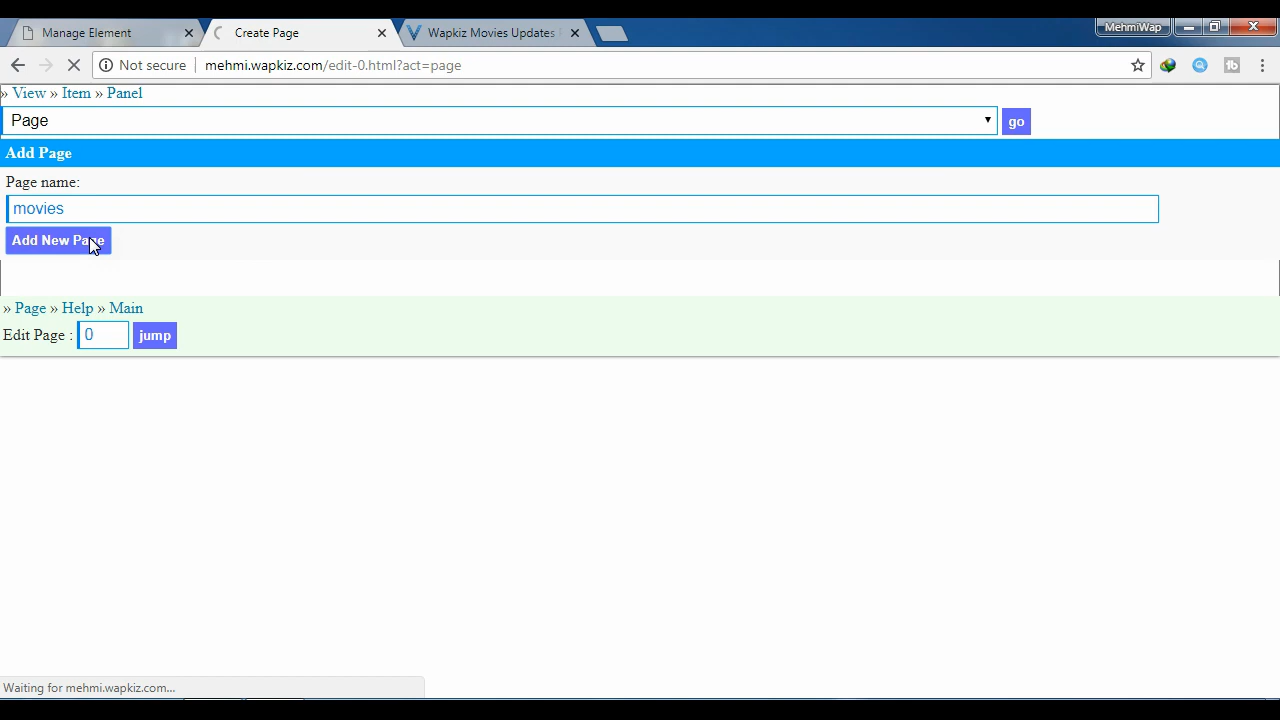 Manage Element
Create Page
Wapkiz Movies Updates
MehmiWap
Not secure
mehmi.wapkiz.com/edit-0.html?act=page
» View » Item » Panel
Page
go
Add Page
Page name:
movies
Add New Page
» Page » Help » Main
Edit Page : 0 jump
Waiting for mehmi.wapkiz.com...